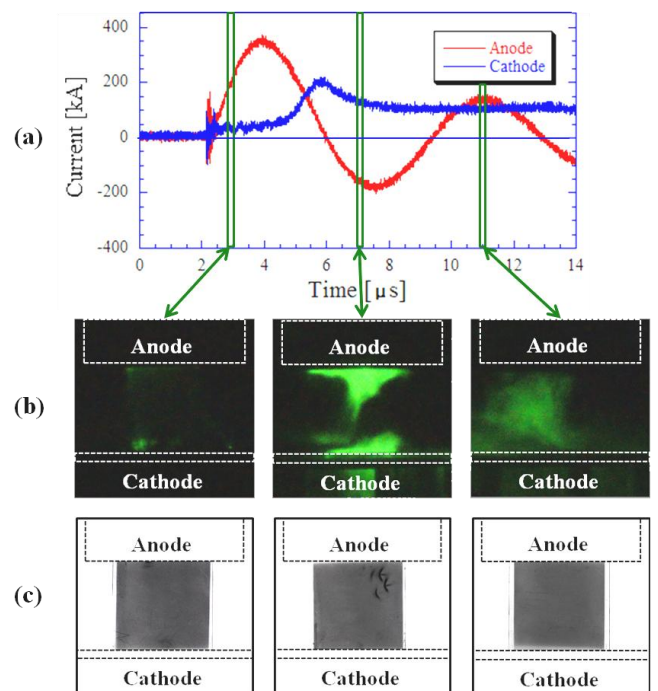 (a)
Current [kA]
400
200
0
-200
-400
Anode
Cathode
0
2
4
6
8
10
12
14
Time [μs]
(b)
Anode
Cathode
Anode
Cathode
Anode
Cathode
(c)
Anode
Cathode
Anode
Cathode
Anode
Cathode